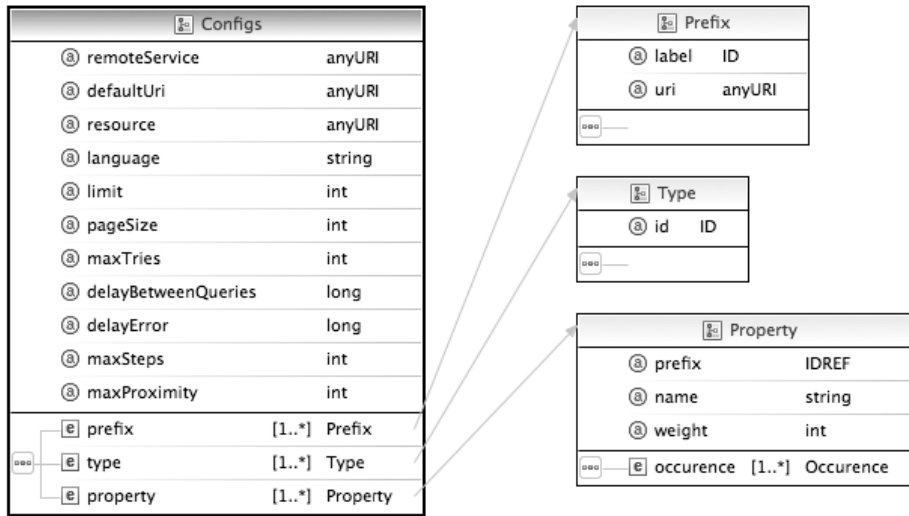 Configs
ⓐ remoteService anyURI
ⓐ defaultUri anyURI
ⓐ resource anyURI
ⓐ language string
ⓐ limit int
ⓐ pageSize int
ⓐ maxTries int
ⓐ delayBetweenQueries long
ⓐ delayError long
ⓐ maxSteps int
ⓐ maxProximity int
e prefix [1..*] Prefix
e type [1..*] Type
e property [1..*] Property
Prefix
ⓐ label ID
ⓐ uri anyURI
Type
ⓐ id ID
Property
ⓐ prefix IDREF
ⓐ name string
ⓐ weight int
e occurence [1..*] Occurence